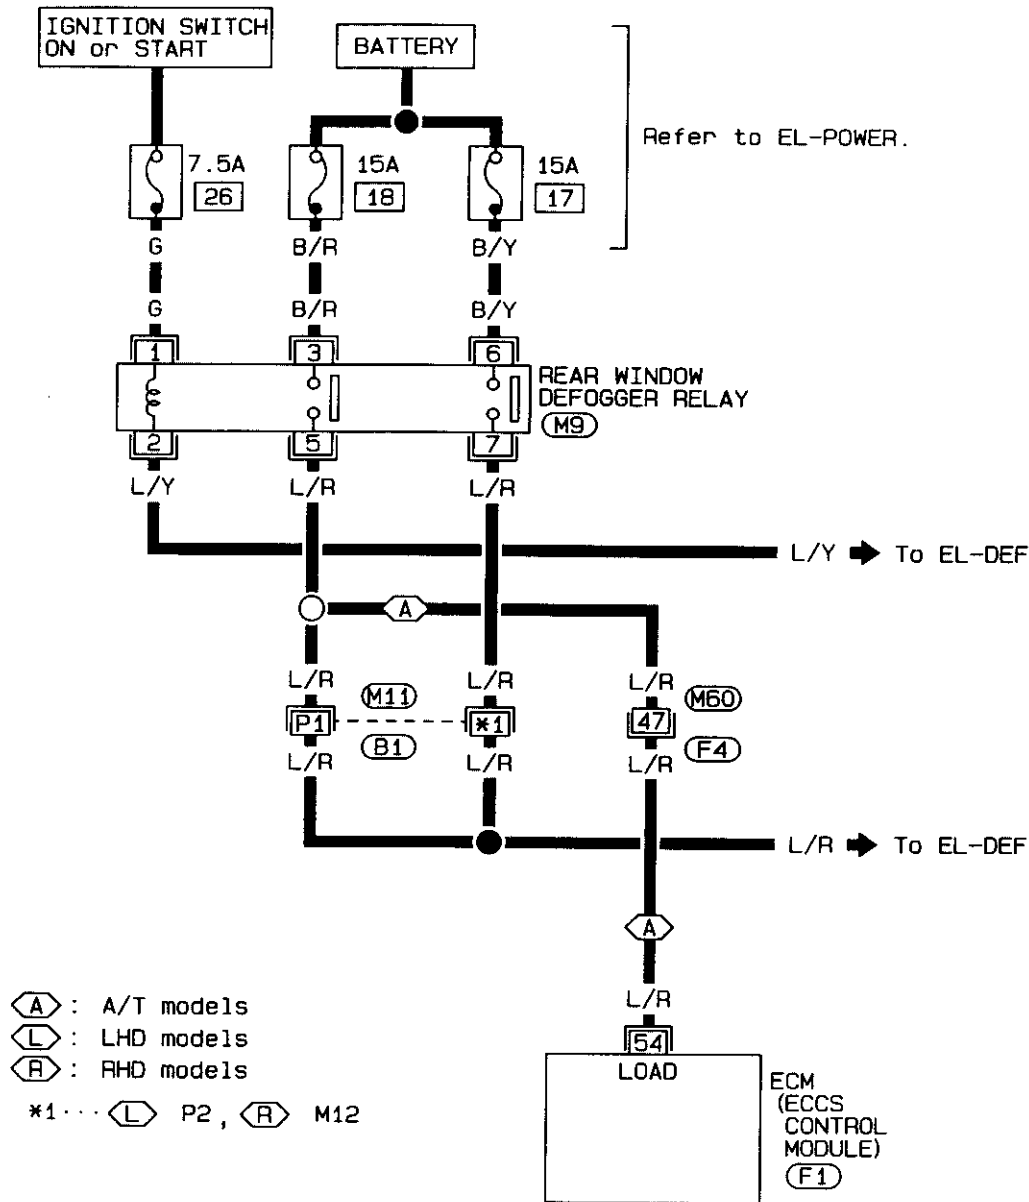 IGNITION SWITCH
ON or START
BATTERY
Refer to EL-POWER.
7.5A
26
15A
18
15A
17
G
B/R
B/Y
G
B/R
B/Y
1
3
6
REAR WINDOW
DEFOGGER RELAY
M9
2
5
7
L/Y
L/R
L/R
L/Y
To EL-DEF
A
L/R
L/R
L/R
M11
M60
P1
*1
47
B1
F4
L/R
L/R
L/R
L/R
To EL-DEF
A
L/R
54
LOAD
ECM
(ECCS
CONTROL
MODULE)
F1
A : A/T models
L : LHD models
R : RHD models
*1··· L P2, R M12